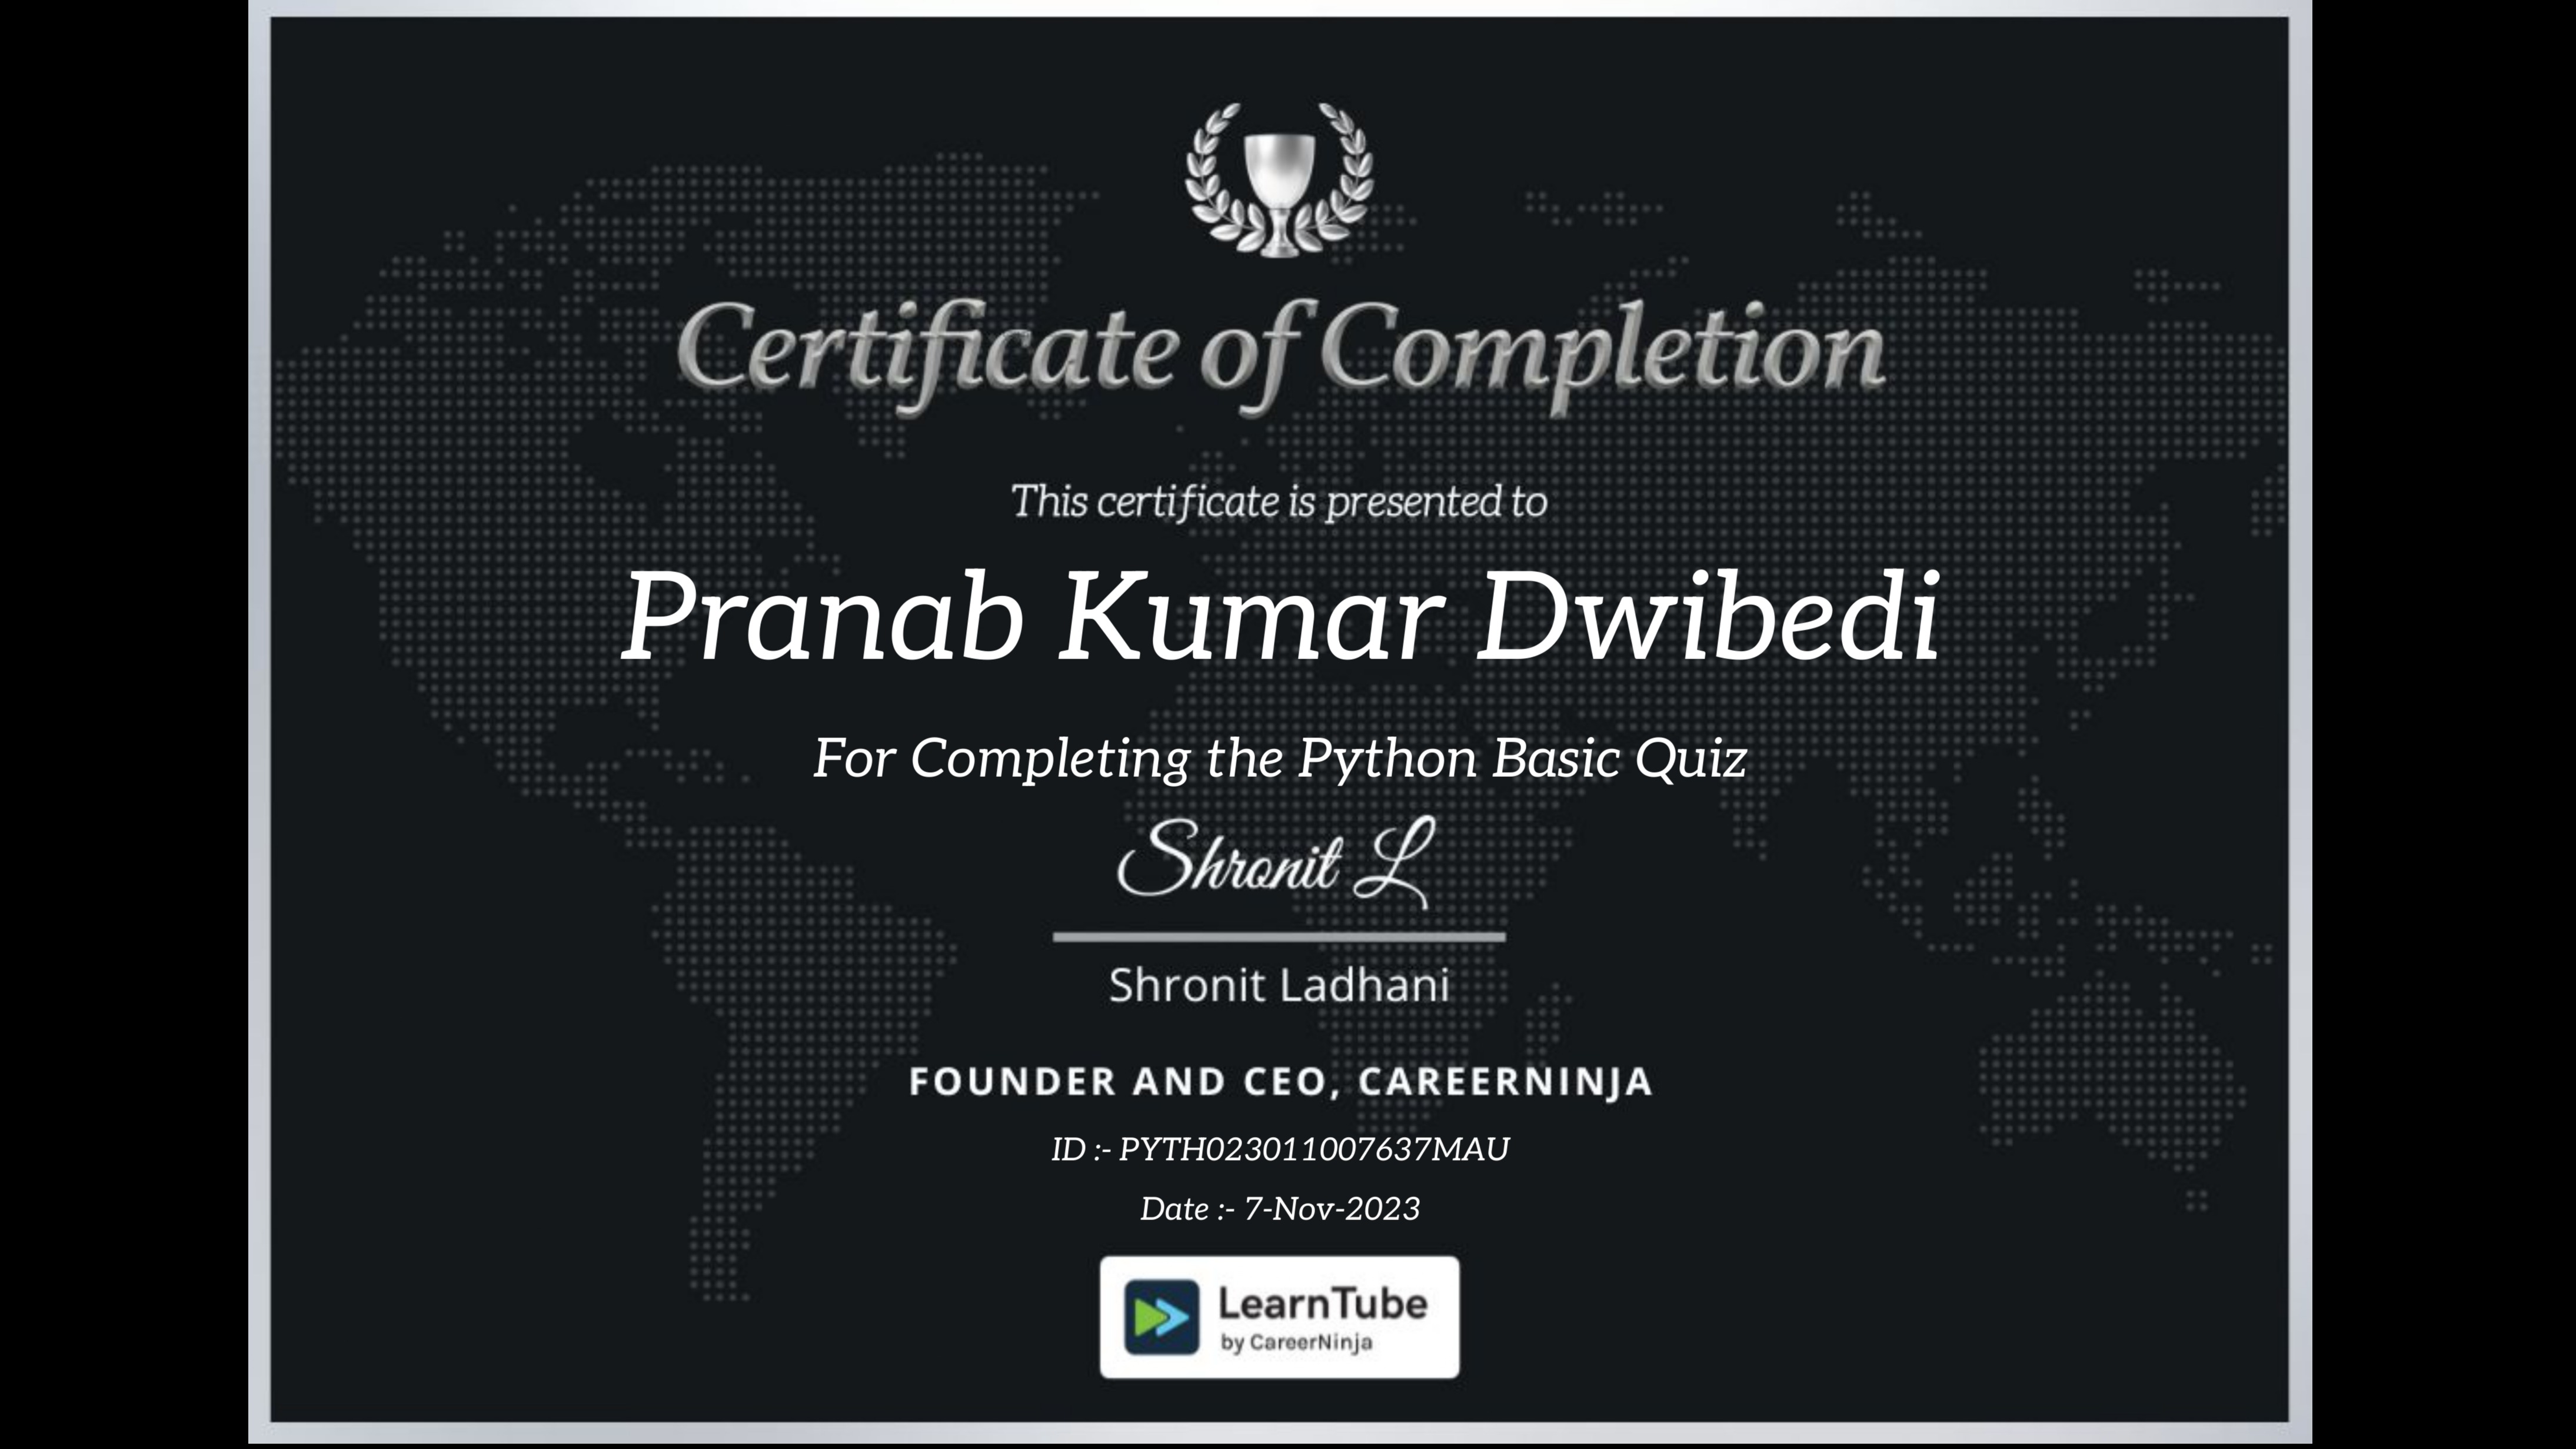 Certificate of Completion
This certificate is presented to
Pranab Kumar Dwibedi
For Completing the Python Basic Quiz
Shronit L
Shronit Ladhani
FOUNDER AND CEO, CAREERNINJA
ID :- PYTH023011007637MAU
Date :- 7-Nov-2023
LearnTube
by CareerNinja